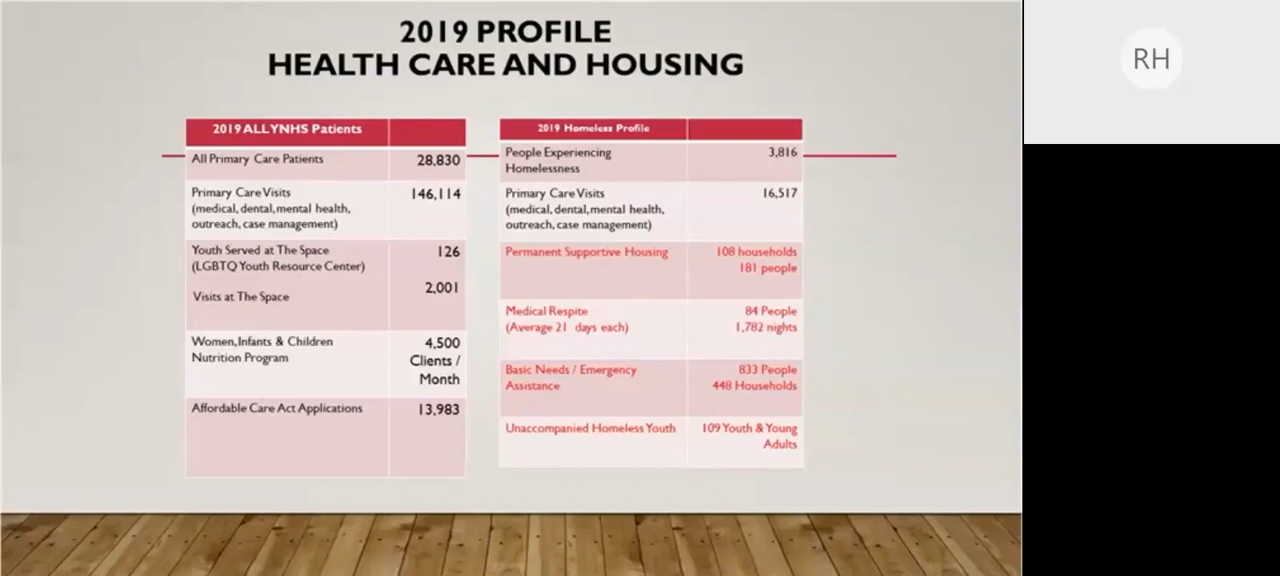 2019 PROFILE
HEALTH CARE AND HOUSING
2019 ALL YNHS Patients
All Primary Care Patients
28,830
Primary Care Visits
(medical, dental, mental health,
outreach, case management)
146,114
Youth Served at The Space
(LGBTQ Youth Resource Center)
126
Visits at The Space
2,001
Women, Infants & Children
Nutrition Program
4,500
Clients /
Month
Affordable Care Act Applications
13,983
2019 Homeless Profile
People Experiencing
Homelessness
3,816
Primary Care Visits
(medical, dental, mental health,
outreach, case management)
16,517
Permanent Supportive Housing
108 households
181 people
Medical Respite
(Average 21 days each)
84 People
1,782 nights
Basic Needs / Emergency
Assistance
833 People
448 Households
Unaccompanied Homeless Youth
109 Youth & Young
Adults
RH